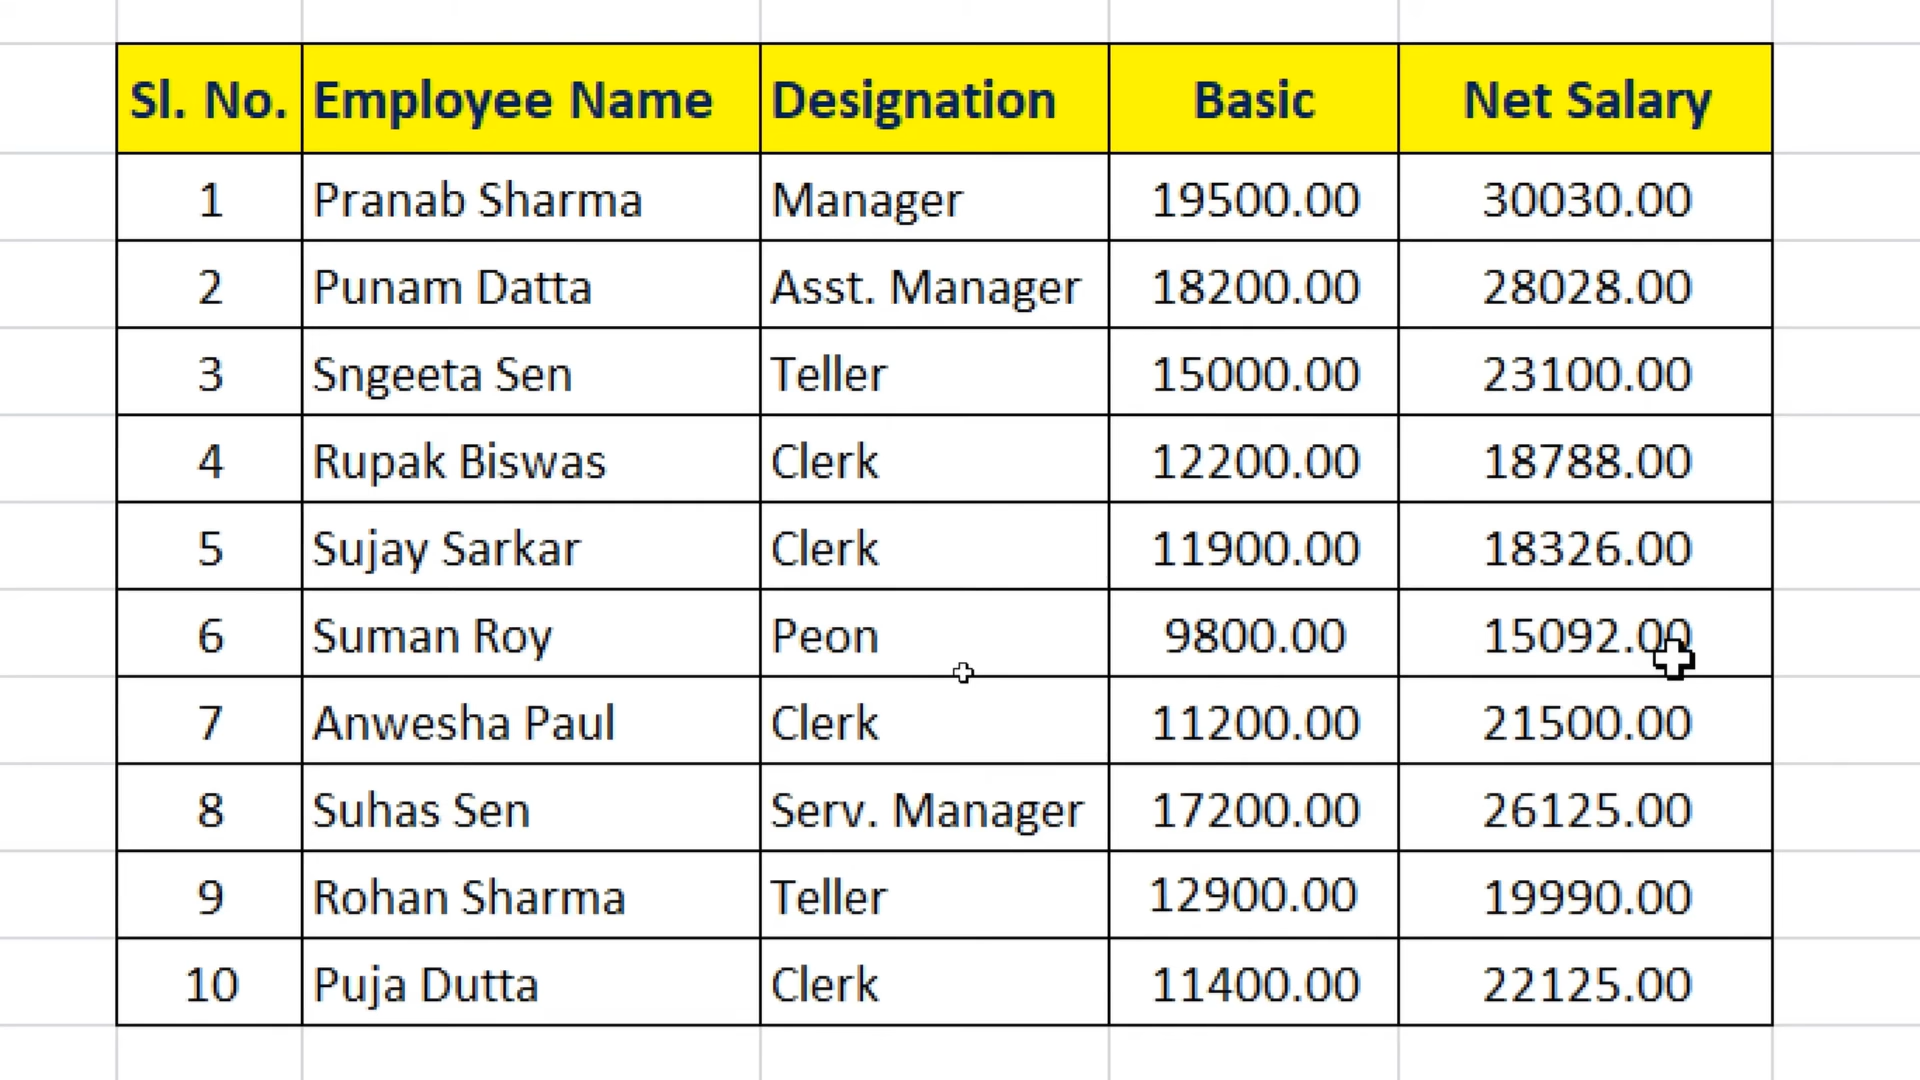 Sl. No. Employee Name Designation Basic Net Salary
1 Pranab Sharma Manager 19500.00 30030.00
2 Punam Datta Asst. Manager 18200.00 28028.00
3 Sngeeta Sen Teller 15000.00 23100.00
4 Rupak Biswas Clerk 12200.00 18788.00
5 Sujay Sarkar Clerk 11900.00 18326.00
6 Suman Roy Peon 9800.00 15092.00
7 Anwesha Paul Clerk 11200.00 21500.00
8 Suhas Sen Serv. Manager 17200.00 26125.00
9 Rohan Sharma Teller 12900.00 19990.00
10 Puja Dutta Clerk 11400.00 22125.00